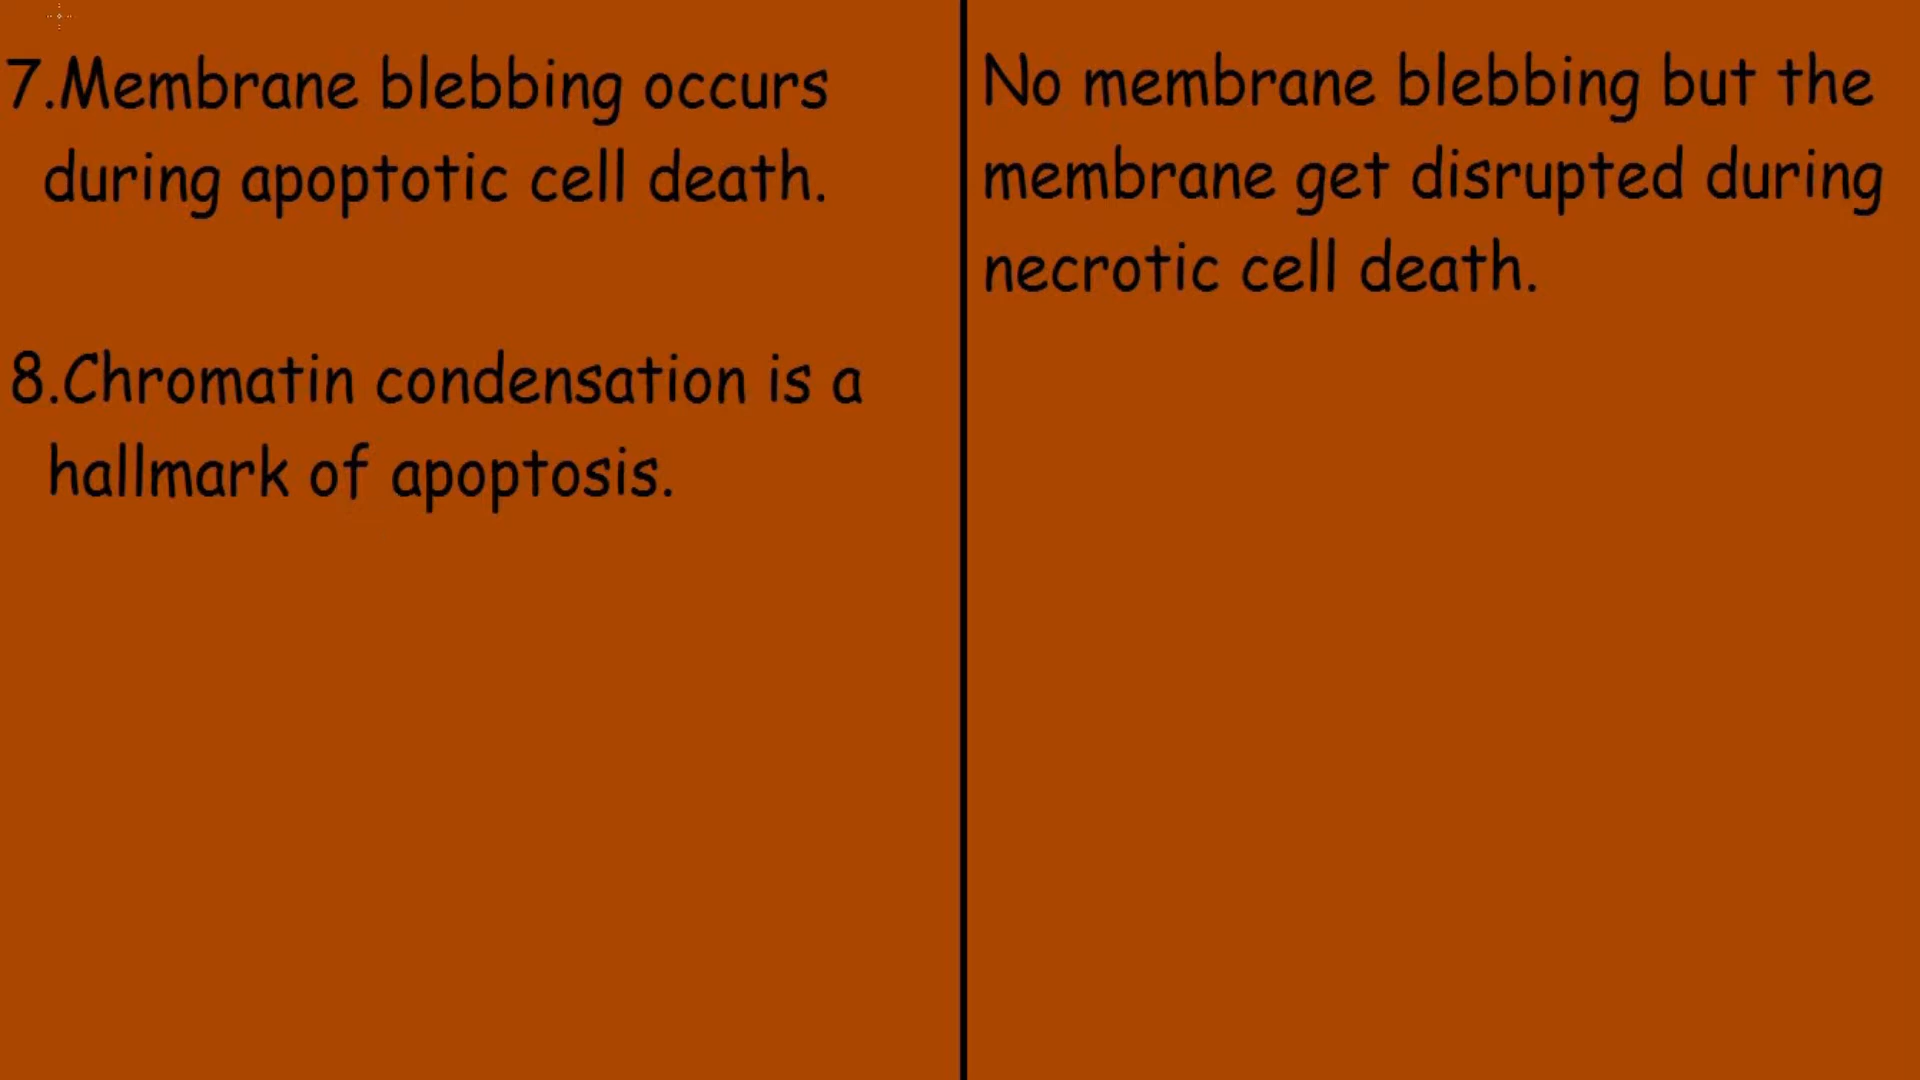 7.Membrane blebbing occurs
during apoptotic cell death.
8.Chromatin condensation is a
hallmark of apoptosis.
No membrane blebbing but the
membrane get disrupted during
necrotic cell death.